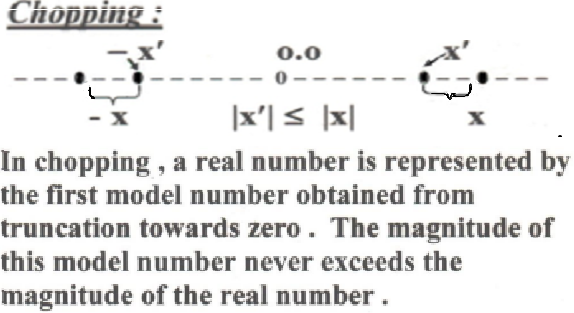 Chopping :
– x′ 0.0 x′
0
– x |x′| ≤ |x| x
In chopping , a real number is represented by
the first model number obtained from
truncation towards zero . The magnitude of
this model number never exceeds the
magnitude of the real number .